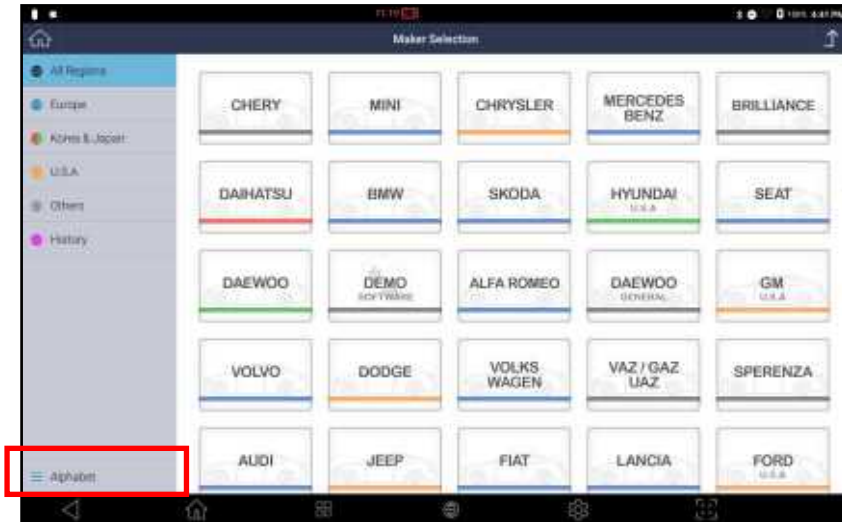 Maker Selection
All Regions
Europe
Korea & Japan
U.S.A
Others
History
Alphabet
CHERY
MINI
CHRYSLER
MERCEDES
BENZ
BRILLIANCE
DAIHATSU
BMW
SKODA
HYUNDAI
U.S.A
SEAT
DAEWOO
DEMO
SOFTWARE
ALFA ROMEO
DAEWOO
GENERAL
GM
U.S.A
VOLVO
DODGE
VOLKS
WAGEN
VAZ / GAZ
UAZ
SPERENZA
AUDI
JEEP
FIAT
LANCIA
FORD
U.S.A